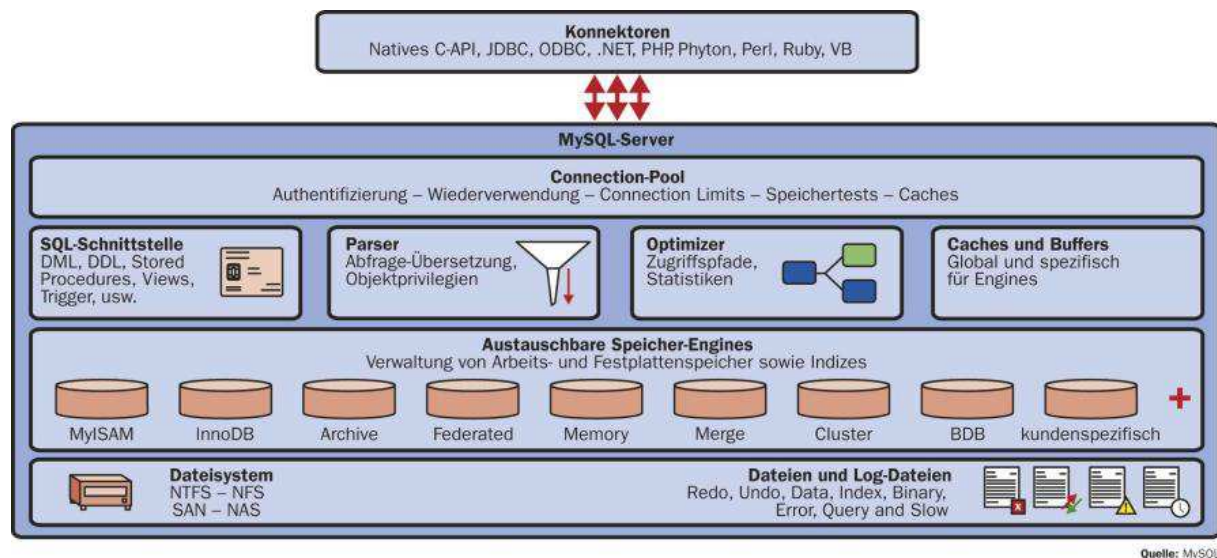 Konnektoren
Natives C-API, JDBC, ODBC, .NET, PHP, Phyton, Perl, Ruby, VB
MySQL-Server
Connection-Pool
Authentifizierung – Wiederverwendung – Connection Limits – Speichertests – Caches
SQL-Schnittstelle
DML, DDL, Stored
Procedures, Views,
Trigger, usw.
Parser
Abfrage-Übersetzung,
Objektprivilegien
Optimizer
Zugriffspfade,
Statistiken
Caches und Buffers
Global und spezifisch
für Engines
Austauschbare Speicher-Engines
Verwaltung von Arbeits- und Festplattenspeicher sowie Indizes
MyISAM
InnoDB
Archive
Federated
Memory
Merge
Cluster
BDB
kundenspezifisch
Dateisystem
NTFS – NFS
SAN – NAS
Dateien und Log-Dateien
Redo, Undo, Data, Index, Binary,
Error, Query and Slow
Quelle: MySQL